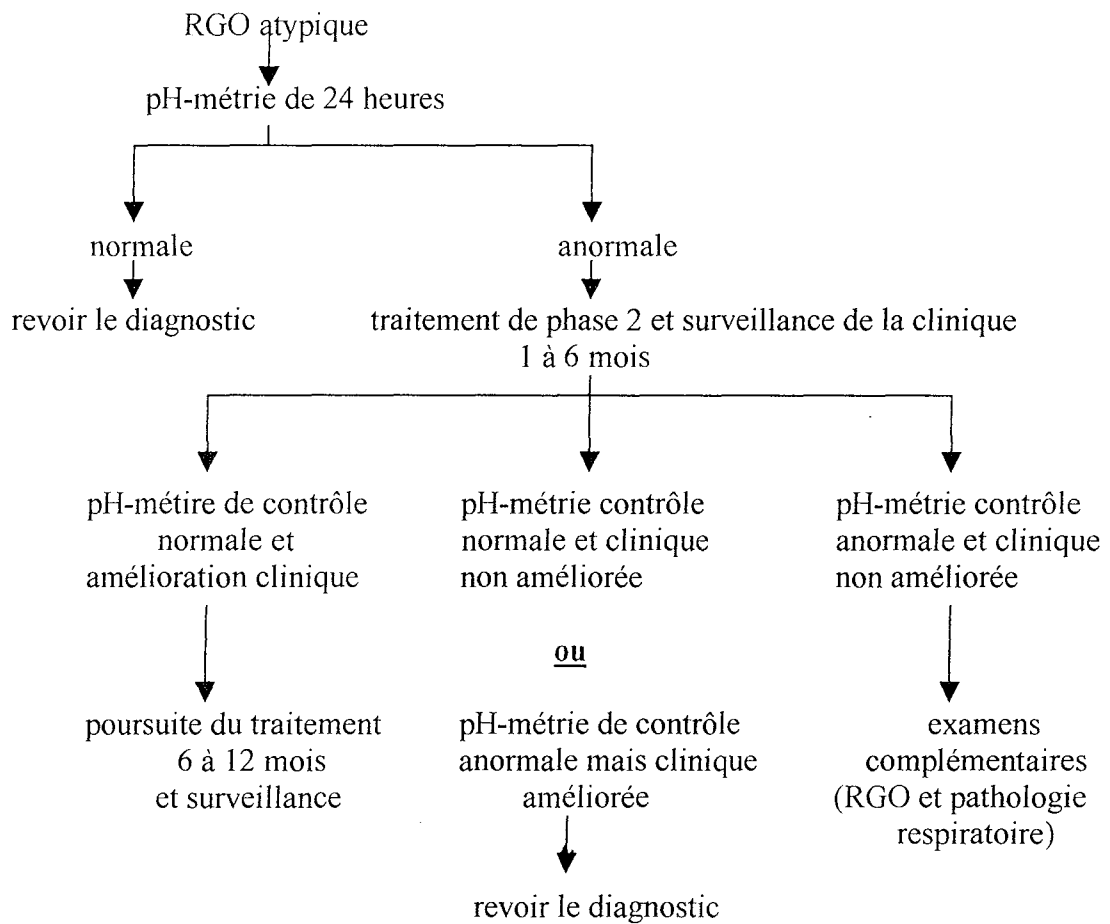 RGO atypique
pH-métrie de 24 heures
normale
anormale
revoir le diagnostic
traitement de phase 2 et surveillance de la clinique
1 à 6 mois
pH-métire de contrôle
normale et
amélioration clinique
pH-métrie contrôle
normale et clinique
non améliorée
pH-métrie contrôle
anormale et clinique
non améliorée
ou
poursuite du traitement
6 à 12 mois
et surveillance
pH-métrie de contrôle
anormale mais clinique
améliorée
examens
complémentaires
(RGO et pathologie
respiratoire)
revoir le diagnostic